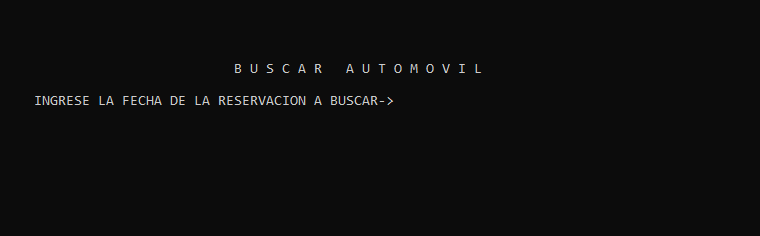 B U S C A R   A U T O M O V I L
INGRESE LA FECHA DE LA RESERVACION A BUSCAR->